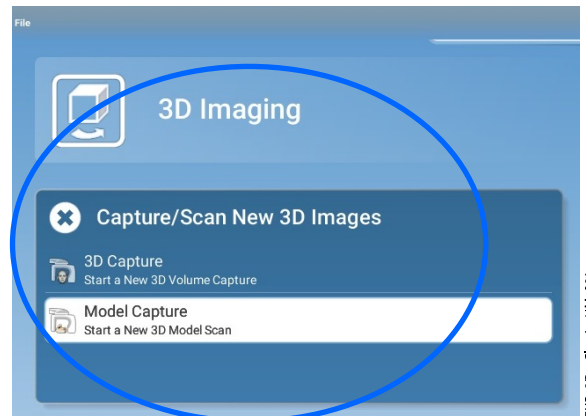 File
3D Imaging
Capture/Scan New 3D Images
3D Capture
Start a New 3D Volume Capture
Model Capture
Start a New 3D Model Scan